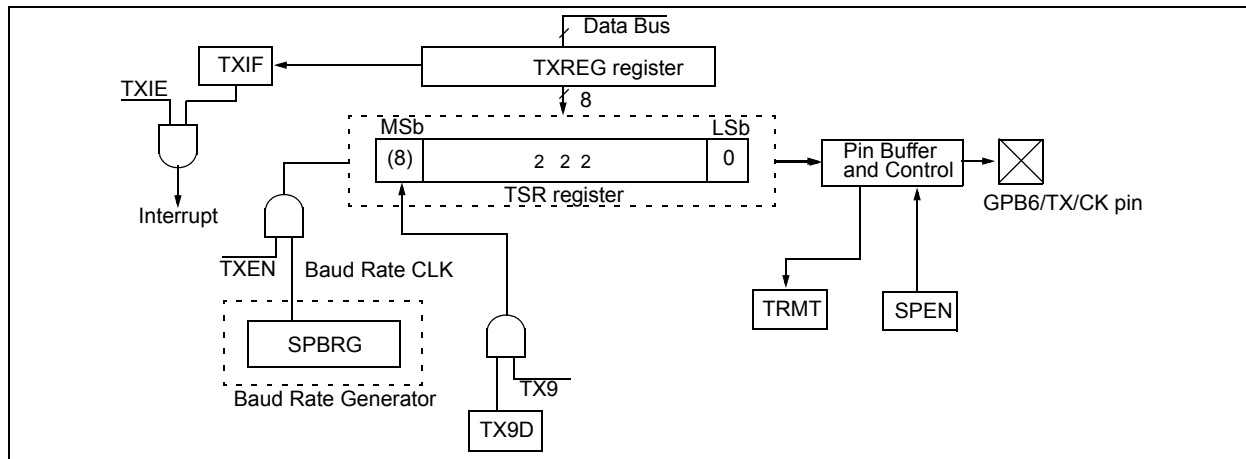 Data Bus
TXIF
TXREG register
TXIE
8
MSb
LSb
(8)
2 2 2
0
Pin Buffer
and Control
TSR register
GPB6/TX/CK pin
Interrupt
TXEN
Baud Rate CLK
TRMT
SPEN
SPBRG
TX9
Baud Rate Generator
TX9D